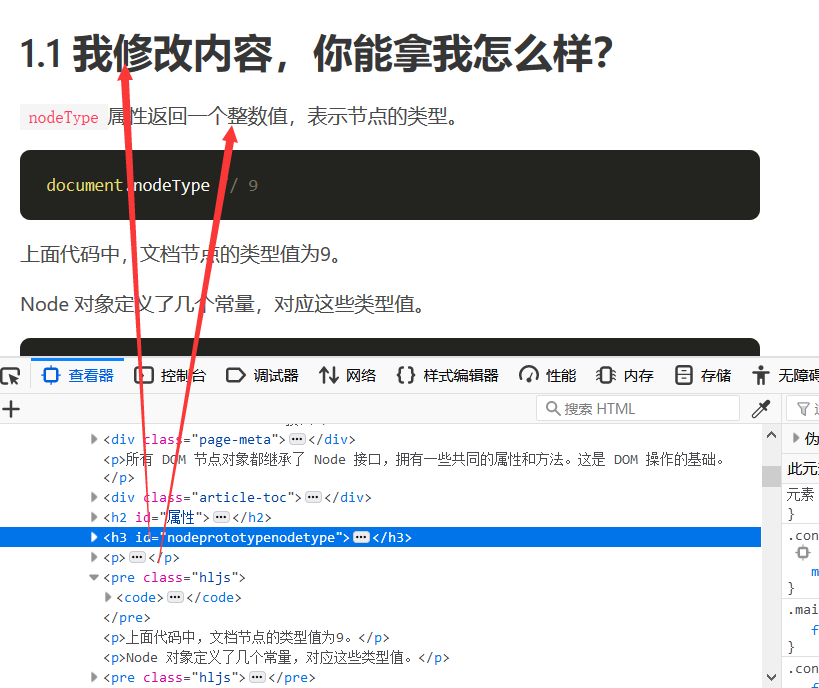 1.1 我修改内容，你能拿我怎么样？
nodeType 属性返回一个整数值，表示节点的类型。
document.nodeType // 9
上面代码中，文档节点的类型值为9。
Node 对象定义了几个常量，对应这些类型值。
查看器 控制台 调试器 网络 {} 样式编辑器 性能 内存 存储 无障碍
+ 搜索 HTML
<div class="page-meta">…</div>
<p>所有 DOM 节点对象都继承了 Node 接口，拥有一些共同的属性和方法。这是 DOM 操作的基础。
</p>
此元
<div class="article-toc">…</div>
元素
<h2 id="属性">…</h2>
}
<h3 id="nodeprototypenodetype">…</h3>
.con
<p>…</p>
<pre class="hljs">
m
<code>…</code>
}
</pre>
.mai
<p>上面代码中，文档节点的类型值为9。</p>
f
<p>Node 对象定义了几个常量，对应这些类型值。</p>
}
.con
<pre class="hljs">…</pre>